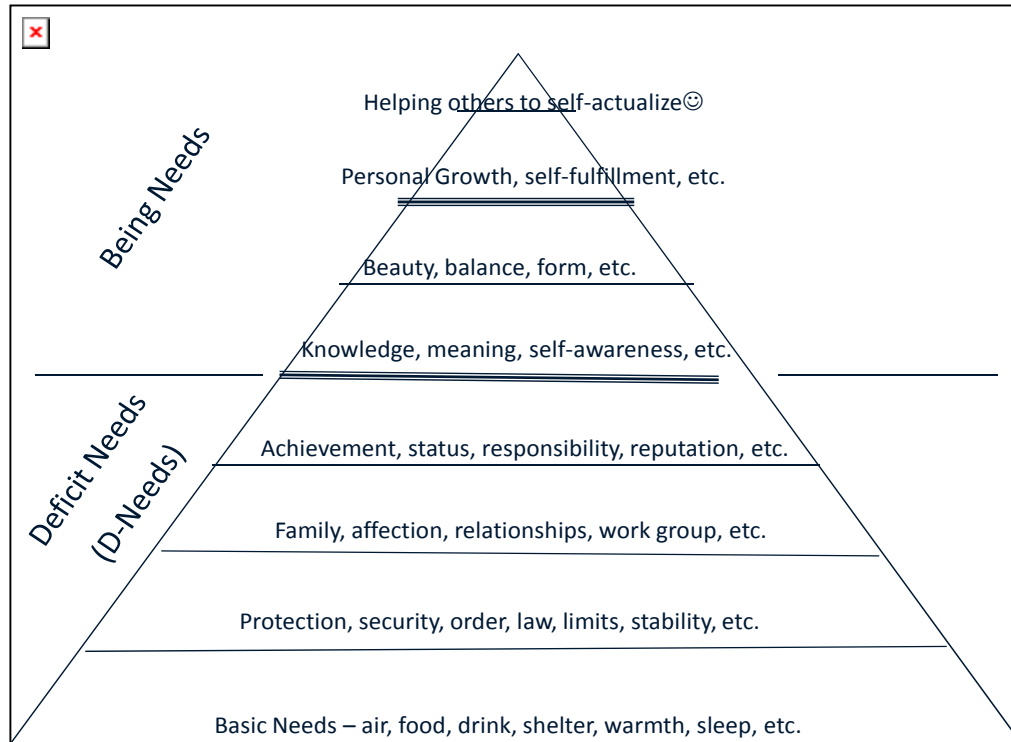 Helping others to self-actualize☺
Personal Growth, self-fulfillment, etc.
Being Needs
Beauty, balance, form, etc.
Knowledge, meaning, self-awareness, etc.
Deficit Needs
(D-Needs)
Achievement, status, responsibility, reputation, etc.
Family, affection, relationships, work group, etc.
Protection, security, order, law, limits, stability, etc.
Basic Needs – air, food, drink, shelter, warmth, sleep, etc.